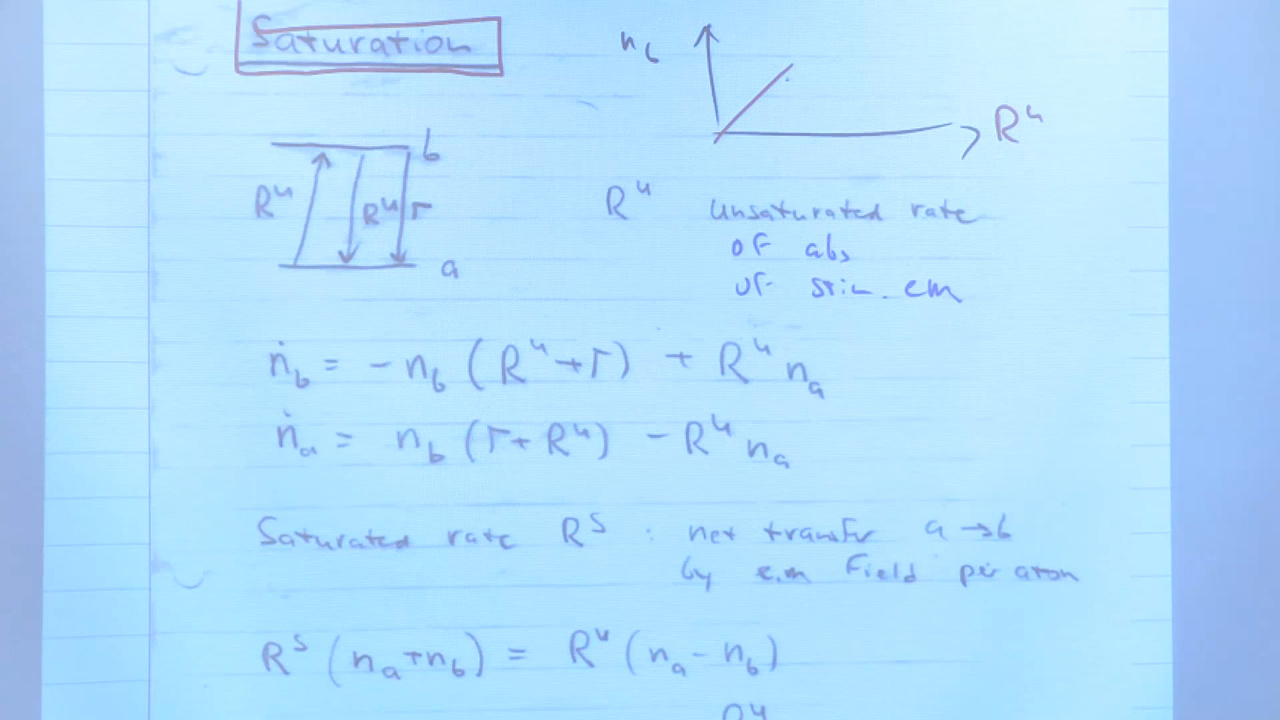 Saturation
n_b
R^u
b
R^u R^u Γ
a
R^u unsaturated rate
of abs
of stim. em
ṅ_b = - n_b (R^u + Γ) + R^u n_a
ṅ_a = n_b (Γ + R^u) - R^u n_a
Saturated rate R^S : net transfer a → b
by e.m field per atom
R^S (n_a + n_b) = R^u (n_a - n_b)
R^u